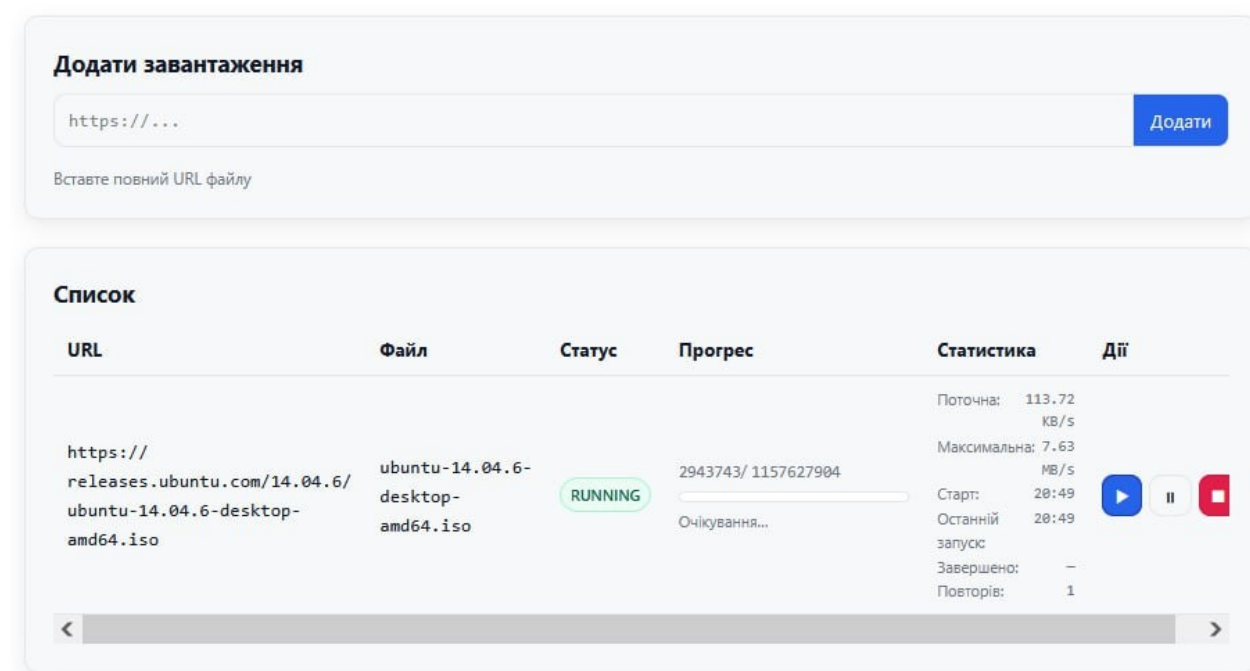 Додати завантаження
https://...
Додати
Вставте повний URL файлу
Список
URL Файл Статус Прогрес Статистика Дії
https://
releases.ubuntu.com/14.04.6/
ubuntu-14.04.6-desktop-
amd64.iso
ubuntu-14.04.6-
desktop-
amd64.iso
RUNNING
2943743/ 1157627904
Очікування...
Поточна: 113.72
KB/s
Максимальна: 7.63
MB/s
Старт: 20:49
Останній 20:49
запуск:
Завершено: —
Повторів: 1